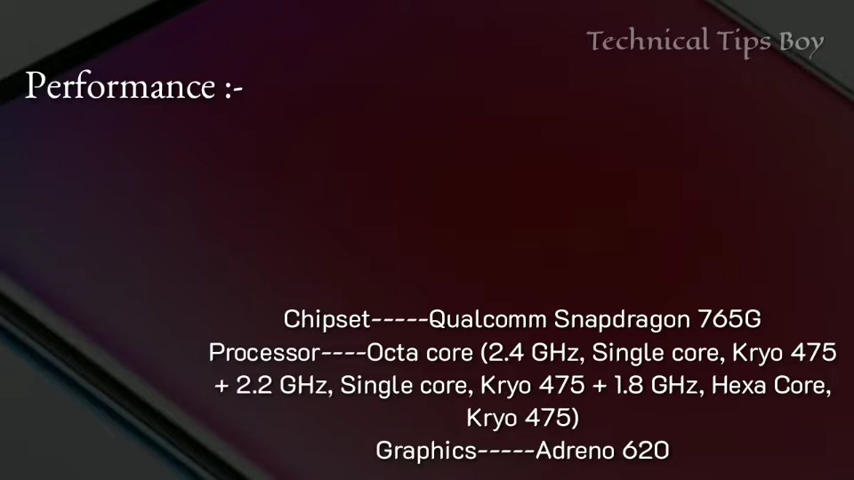 Technical Tips Boy
Performance :-
Chipset-----Qualcomm Snapdragon 765G
Processor----Octa core (2.4 GHz, Single core, Kryo 475
+ 2.2 GHz, Single core, Kryo 475 + 1.8 GHz, Hexa Core,
Kryo 475)
Graphics-----Adreno 620